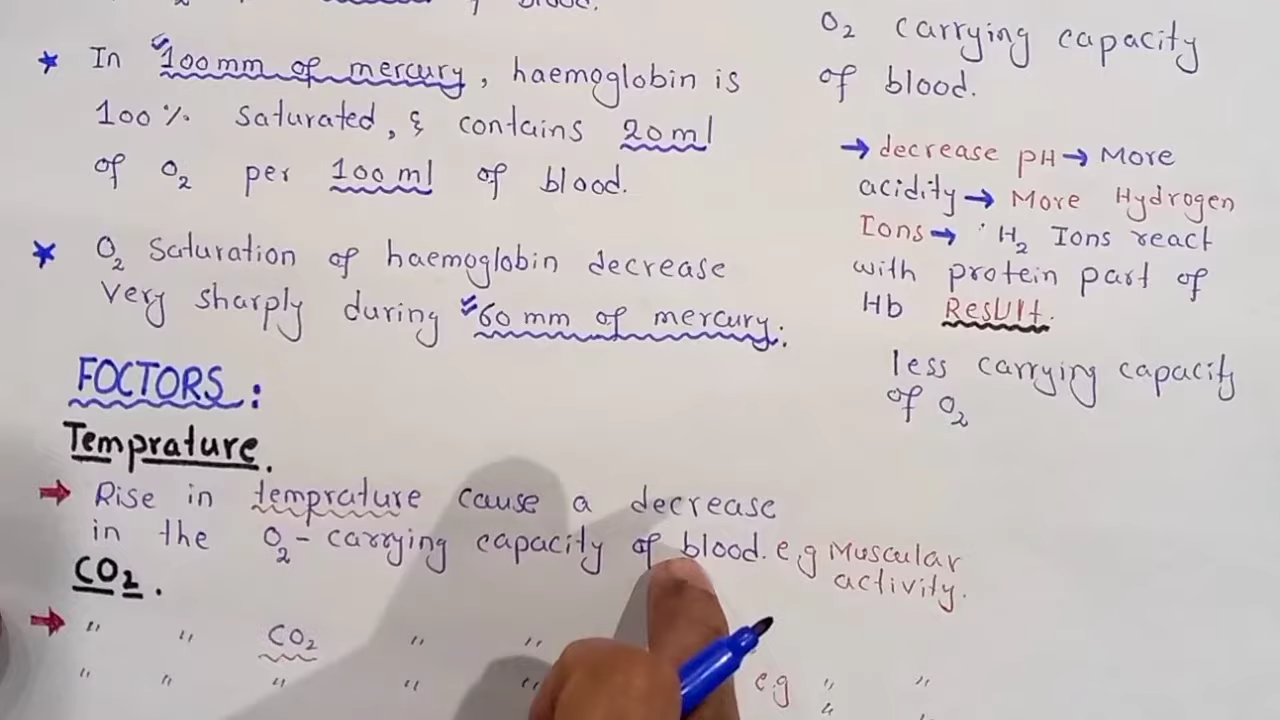 blood.
* In "100mm of mercury, haemoglobin is
100% saturated, & contains 20ml
of O₂ per 100ml of blood.
* O₂ Saturation of haemoglobin decrease
very sharply during "60 mm of mercury.
FOCTORS :
Temprature.
→ Rise in temprature cause a decrease
in the O₂-carrying capacity of blood. e,g Muscular
activity.
CO₂.
→ " " CO₂ " "
" " " " " e.g " "
"
O₂ carrying capacity
of blood.
→ decrease pH → More
acidity → More Hydrogen
Ions → H₂ Ions react
with protein part of
Hb Result.
less carrying capacity
of O₂